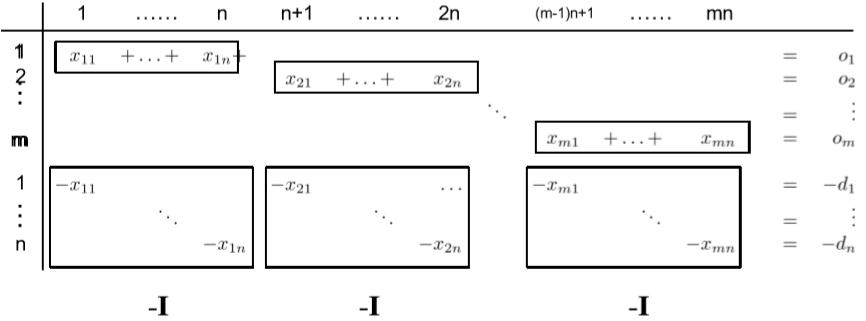 1 …… n n+1 …… 2n (m-1)n+1 …… mn
1 x₁₁ +…+ x₁ₙ+ = o₁
2 x₂₁ +…+ x₂ₙ = o₂
⋮ ⋱ = ⋮
m xₘ₁ +…+ xₘₙ = oₘ
1 −x₁₁ −x₂₁ … −xₘ₁ = −d₁
⋮ ⋱ ⋱ ⋱ = ⋮
n −x₁ₙ −x₂ₙ −xₘₙ = −dₙ
-I -I -I